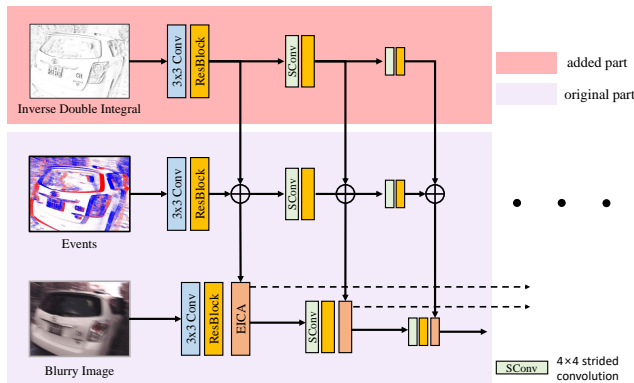 3x3 Conv
ResBlock
SConv
Inverse Double Integral
added part
original part
3x3 Conv
ResBlock
SConv
Events
3x3 Conv
ResBlock
EICA
SConv
Blurry Image
SConv
4×4 strided
convolution